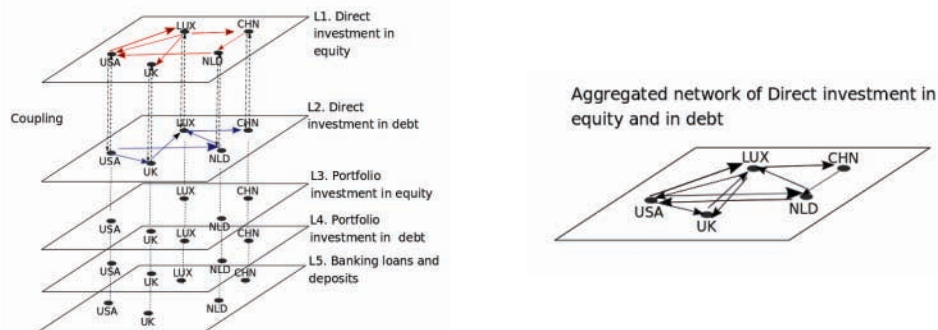 LUX
CHN
L1. Direct
investment in
equity
USA
UK
NLD
Coupling
L2. Direct
investment in debt
LUX
CHN
USA
UK
NLD
L3. Portfolio
investment in equity
LUX
CHN
USA
UK
NLD
L4. Portfolio
investment in debt
LUX
CHN
USA
UK
NLD
L5. Banking loans and
deposits
LUX
CHN
USA
UK
NLD
Aggregated network of Direct investment in
equity and in debt
LUX
CHN
USA
NLD
UK